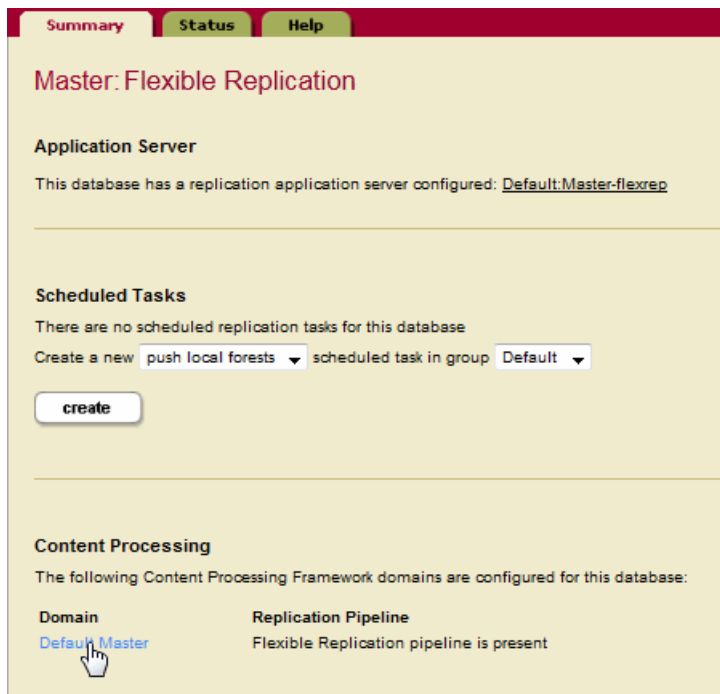 Summary Status Help
Master: Flexible Replication
Application Server
This database has a replication application server configured: Default:Master-flexrep
Scheduled Tasks
There are no scheduled replication tasks for this database
Create a new push local forests scheduled task in group Default
create
Content Processing
The following Content Processing Framework domains are configured for this database:
Domain Replication Pipeline
Default Master Flexible Replication pipeline is present